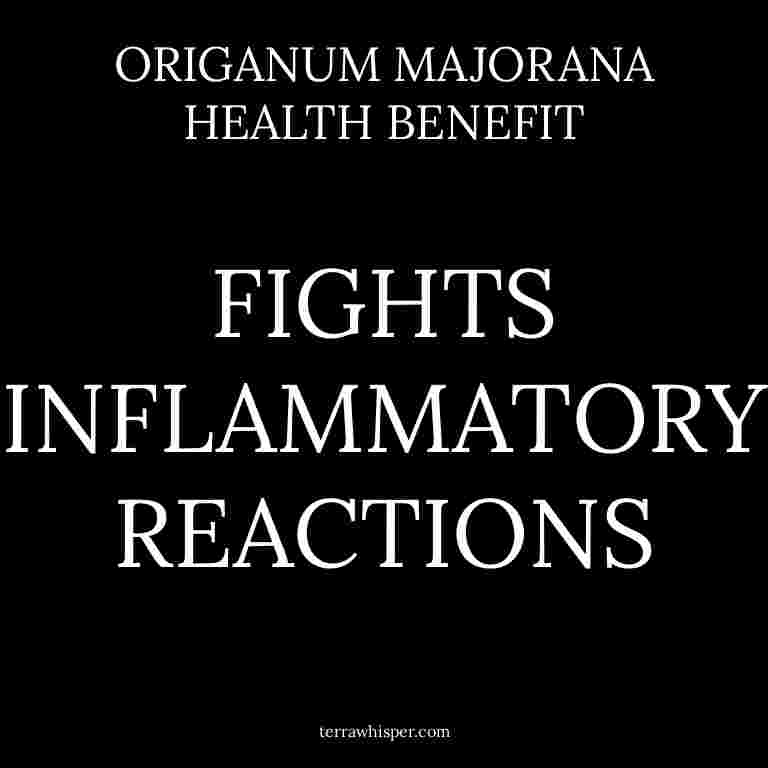 ORIGANUM MAJORANA
HEALTH BENEFIT
FIGHTS
INFLAMMATORY
REACTIONS
terrawhisper.com